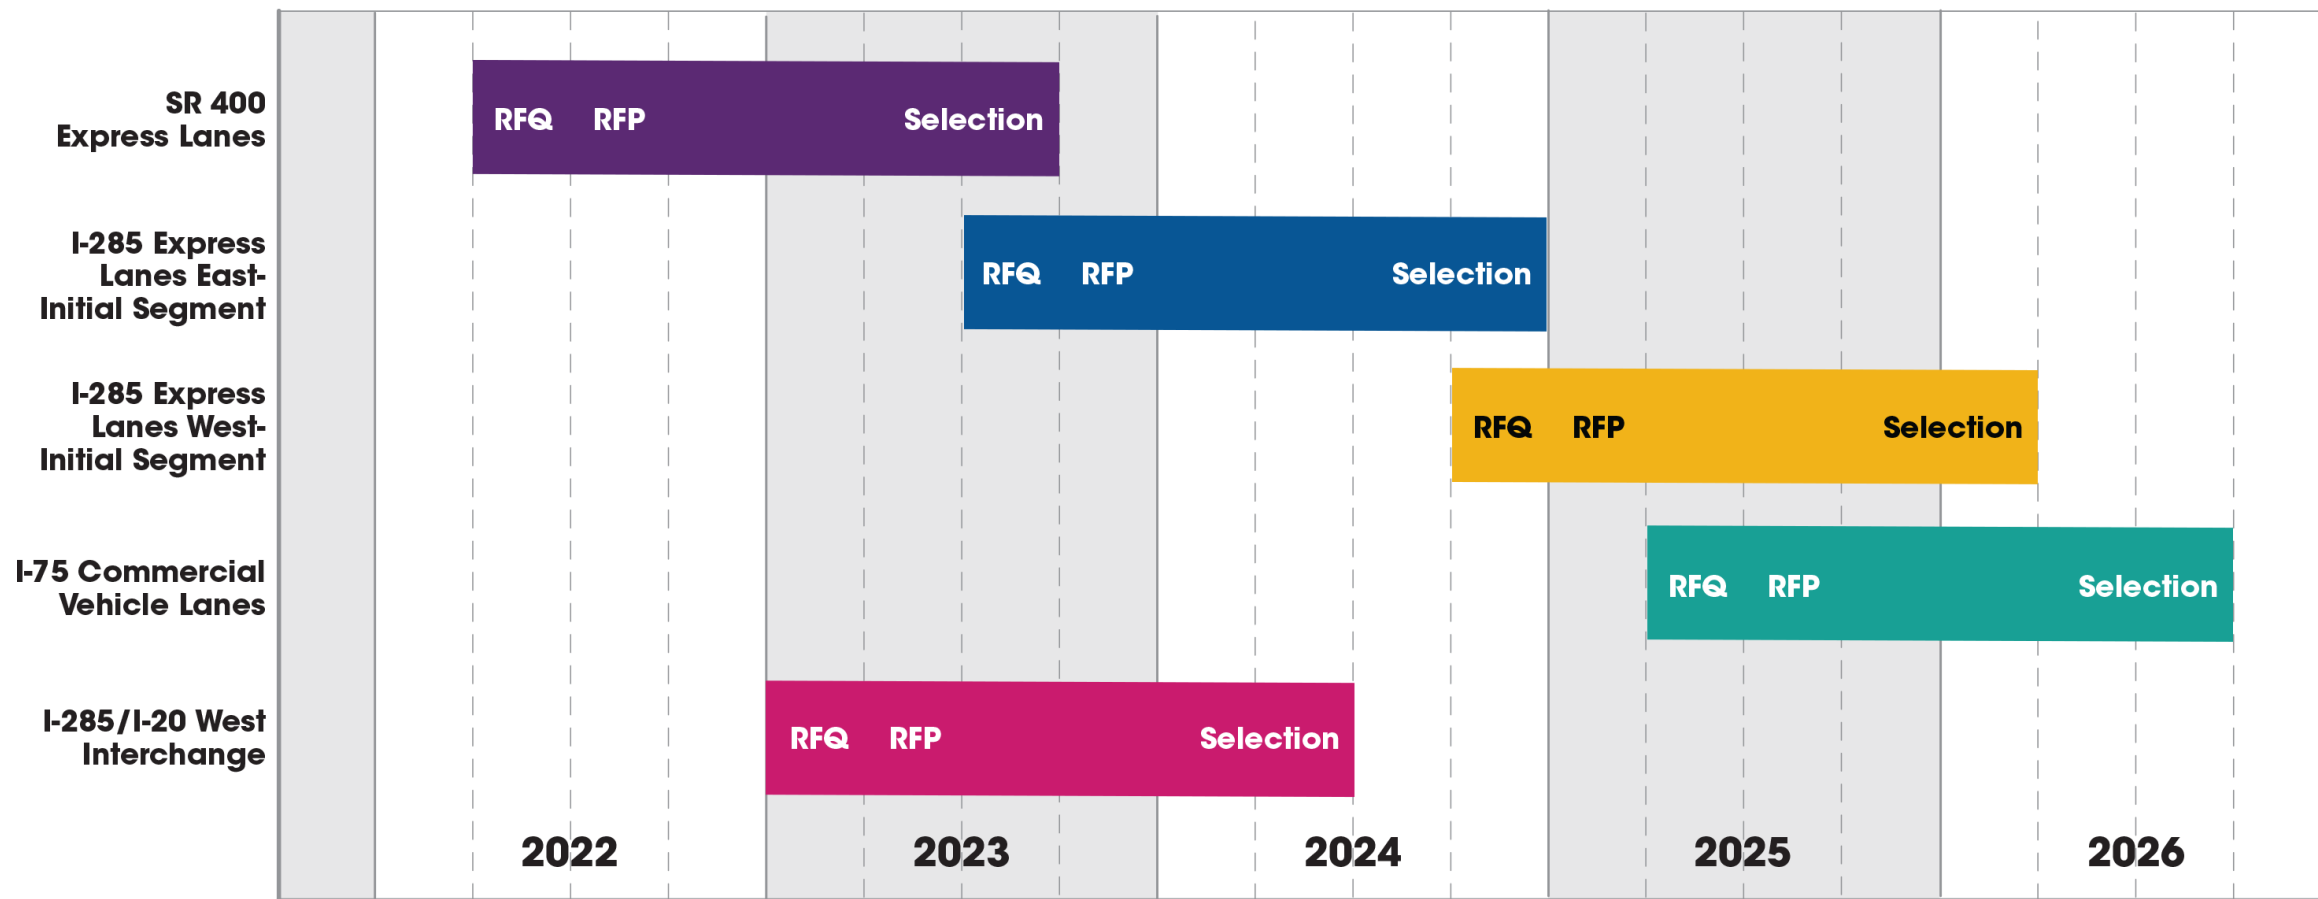 SR 400
Express Lanes
RFQ RFP Selection
I-285 Express
Lanes East-
Initial Segment
RFQ RFP Selection
I-285 Express
Lanes West-
Initial Segment
RFQ RFP Selection
I-75 Commercial
Vehicle Lanes
RFQ RFP Selection
I-285/I-20 West
Interchange
RFQ RFP Selection
2022 2023 2024 2025 2026